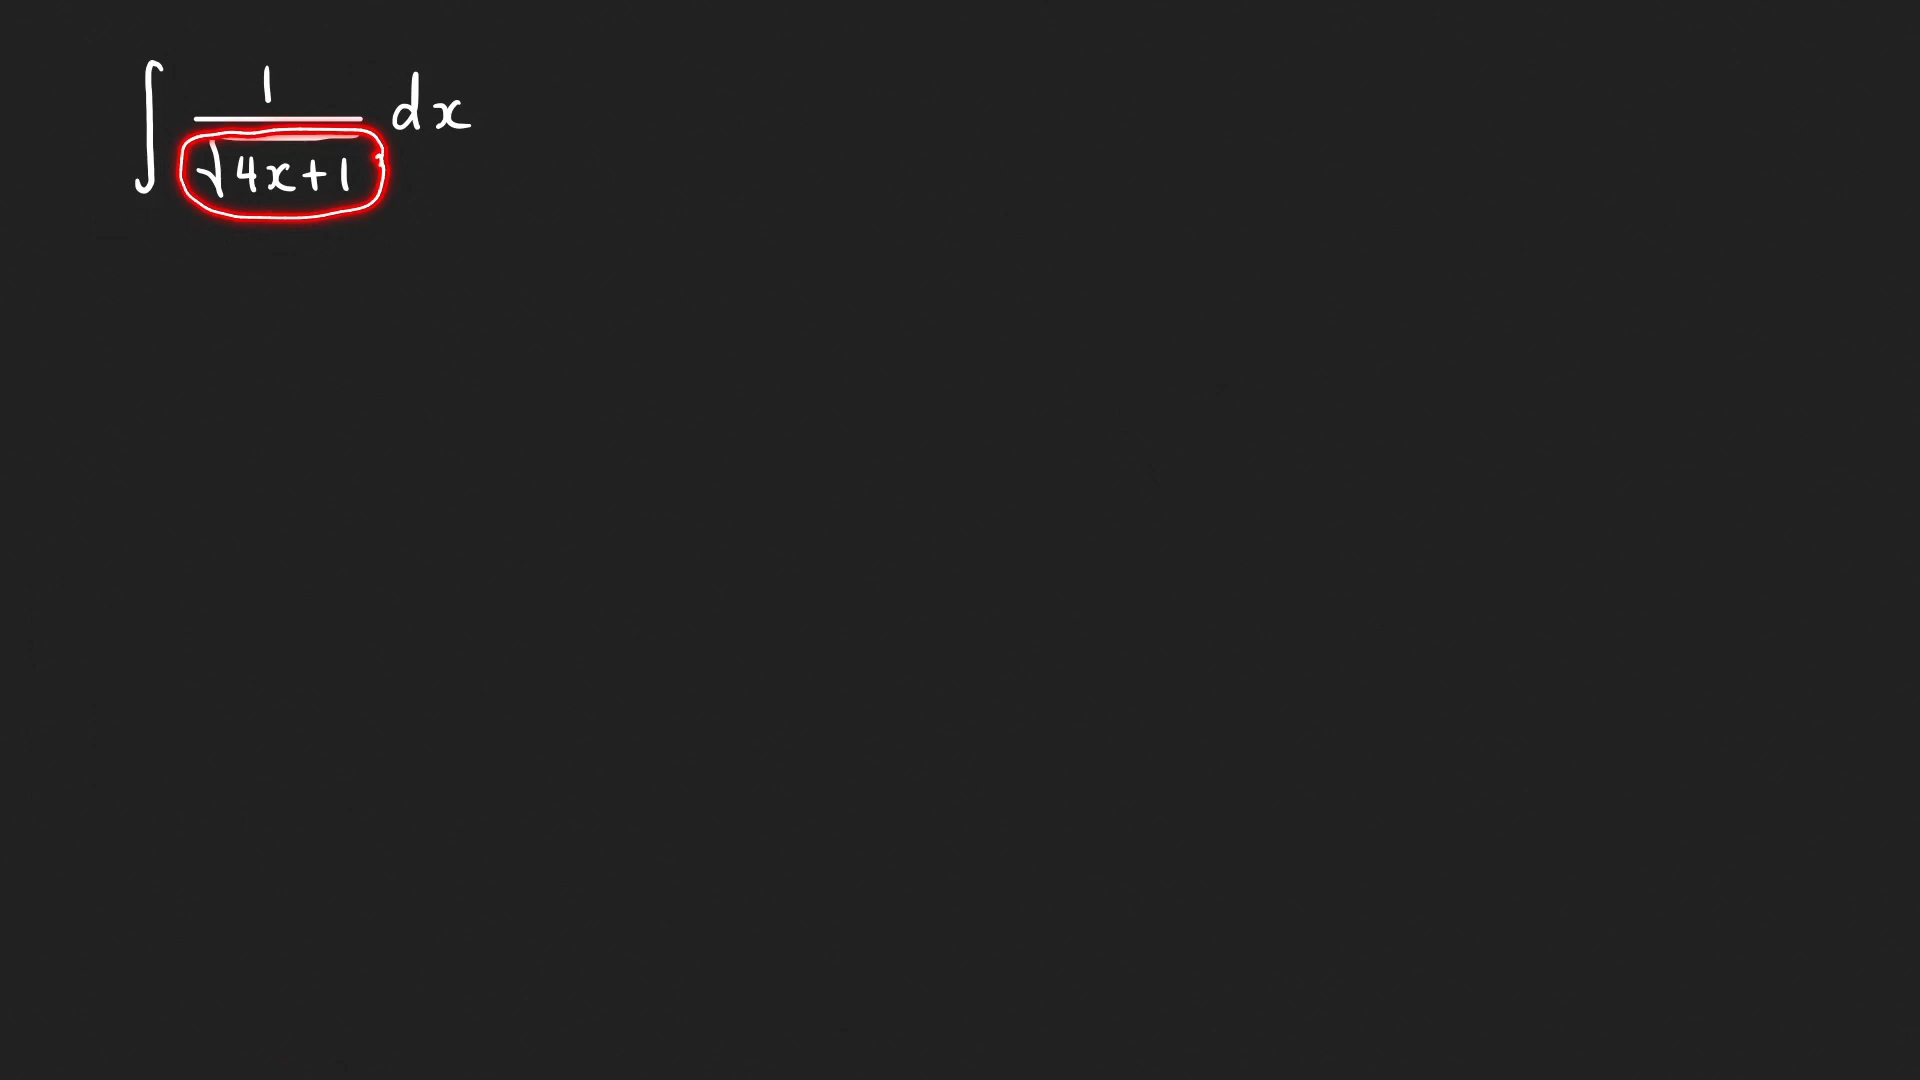 ∫ 1/√(4x+1) dx